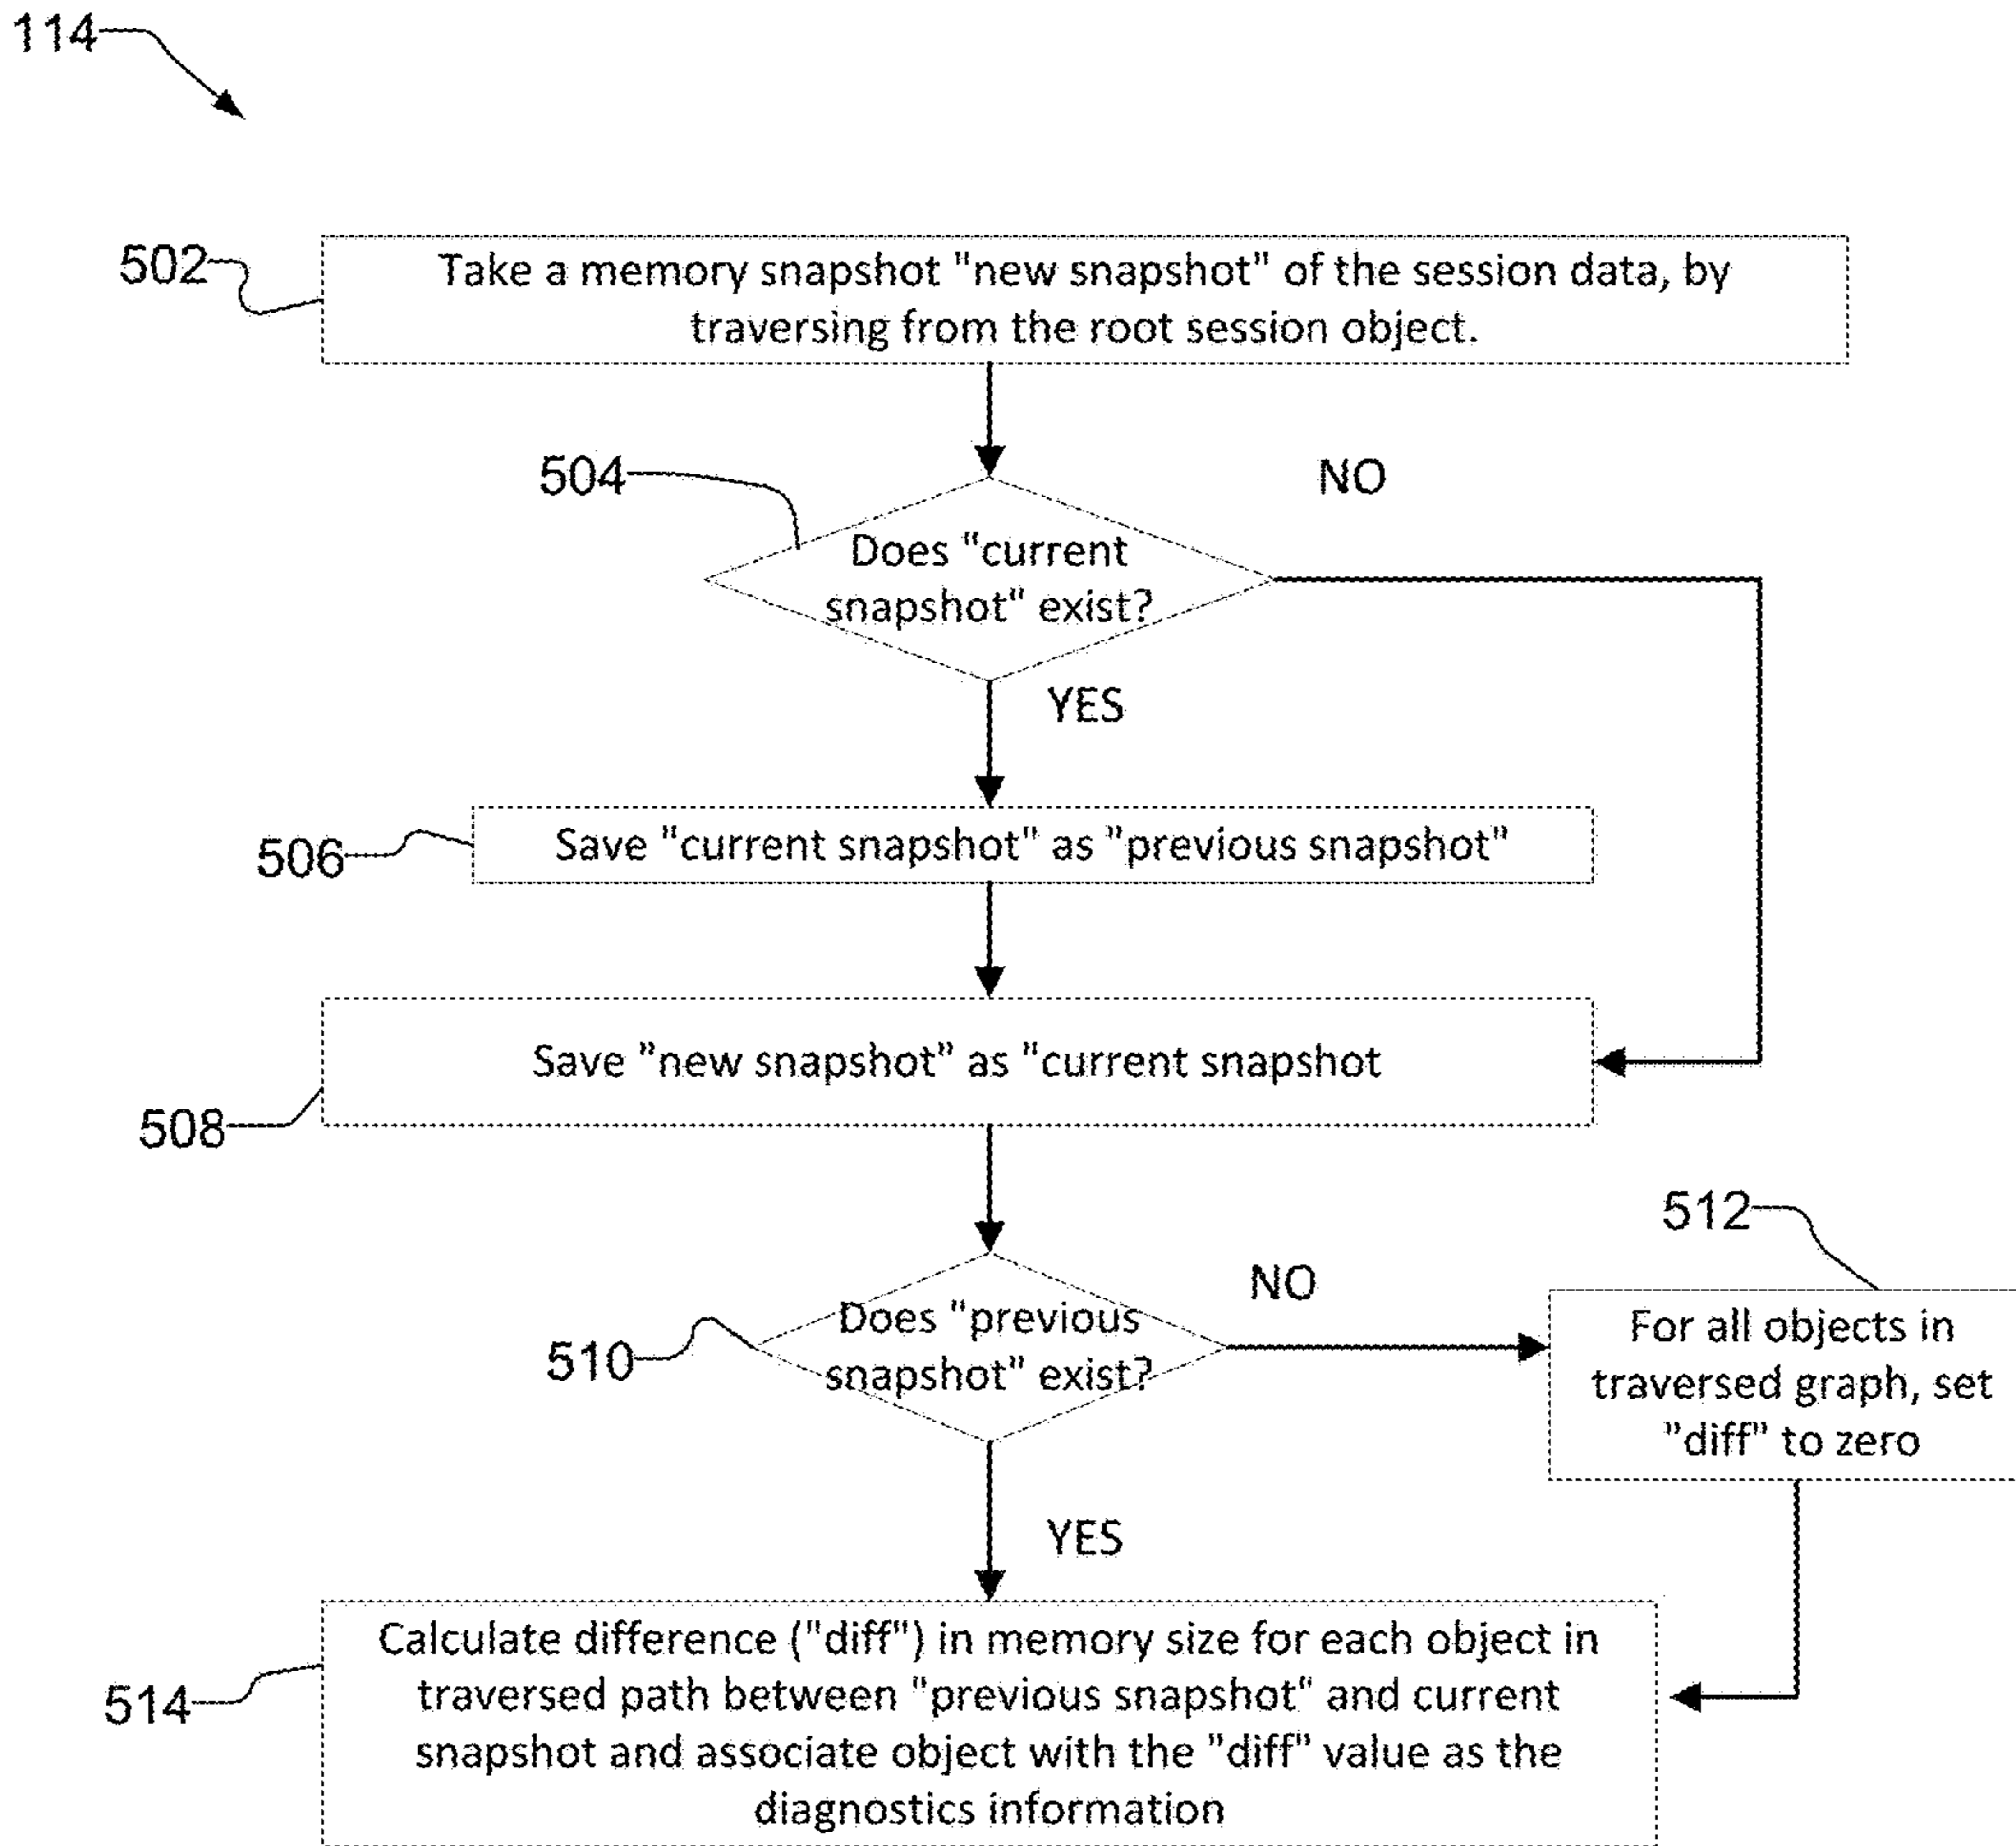 114
502
Take a memory snapshot "new snapshot" of the session data, by
traversing from the root session object.
504
NO
Does "current
snapshot" exist?
YES
506
Save "current snapshot" as "previous snapshot"
Save "new snapshot" as "current snapshot
508
512
NO
510
Does "previous
snapshot" exist?
For all objects in
traversed graph, set
"diff" to zero
YES
514
Calculate difference ("diff") in memory size for each object in
traversed path between "previous snapshot" and current
snapshot and associate object with the "diff" value as the
diagnostics information